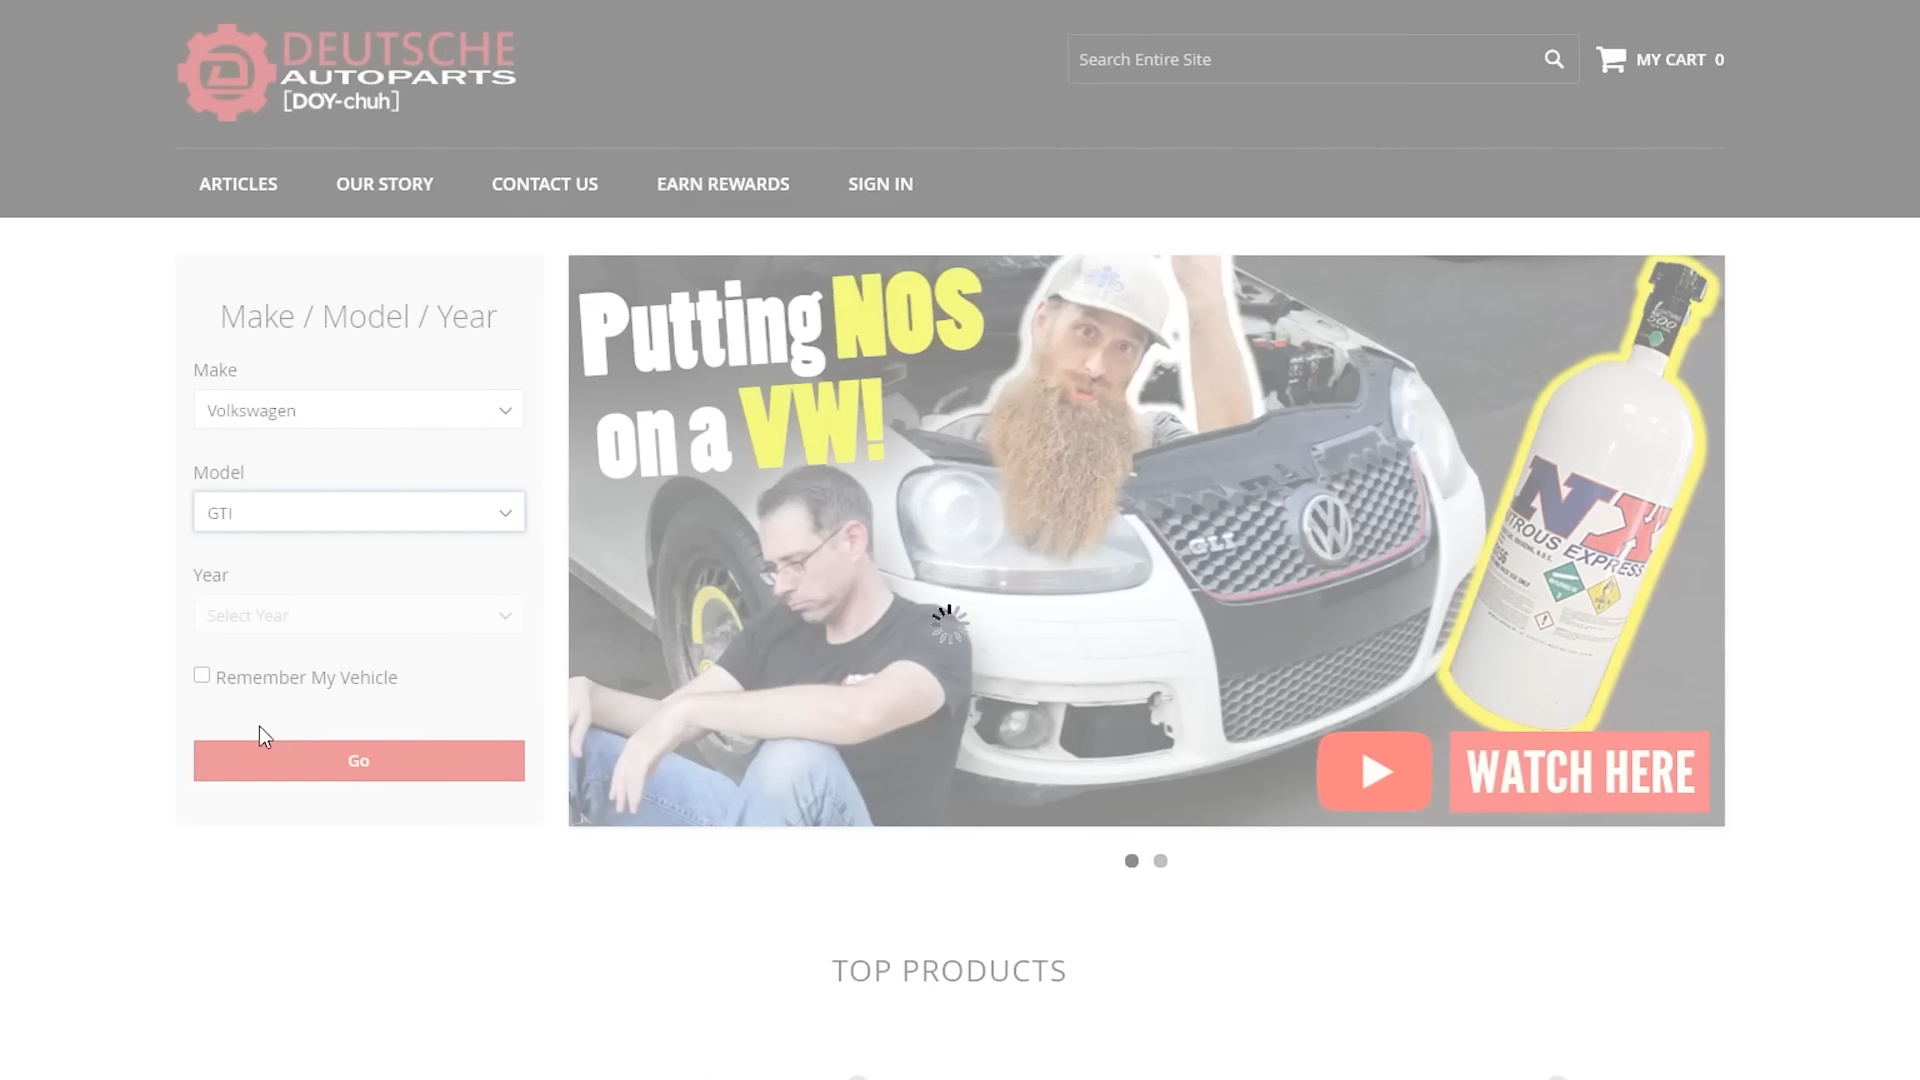 DEUTSCHE
AUTOPARTS
[DOY-chuh]
Search Entire Site
MY CART 0
ARTICLES
OUR STORY
CONTACT US
EARN REWARDS
SIGN IN
Make / Model / Year
Make
Volkswagen
Model
GTI
Year
Select Year
Remember My Vehicle
Go
Putting NOS
on a VW!
GLI
NX
NITROUS EXPRESS
WATCH HERE
TOP PRODUCTS